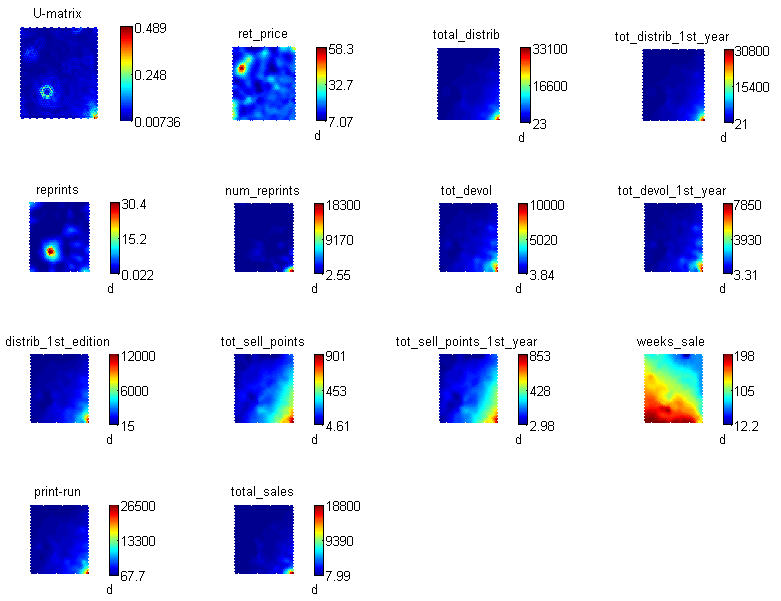 U-matrix
0.489
0.248
0.00736
ret_price
58.3
32.7
7.07
d
total_distrib
33100
16600
23
d
tot_distrib_1st_year
30800
15400
21
d
reprints
30.4
15.2
0.022
d
num_reprints
18300
9170
2.55
d
tot_devol
10000
5020
3.84
d
tot_devol_1st_year
7850
3930
3.31
d
distrib_1st_edition
12000
6000
15
d
tot_sell_points
901
453
4.61
d
tot_sell_points_1st_year
853
428
2.98
d
weeks_sale
198
105
12.2
d
print-run
26500
13300
67.7
d
total_sales
18800
9390
7.99
d